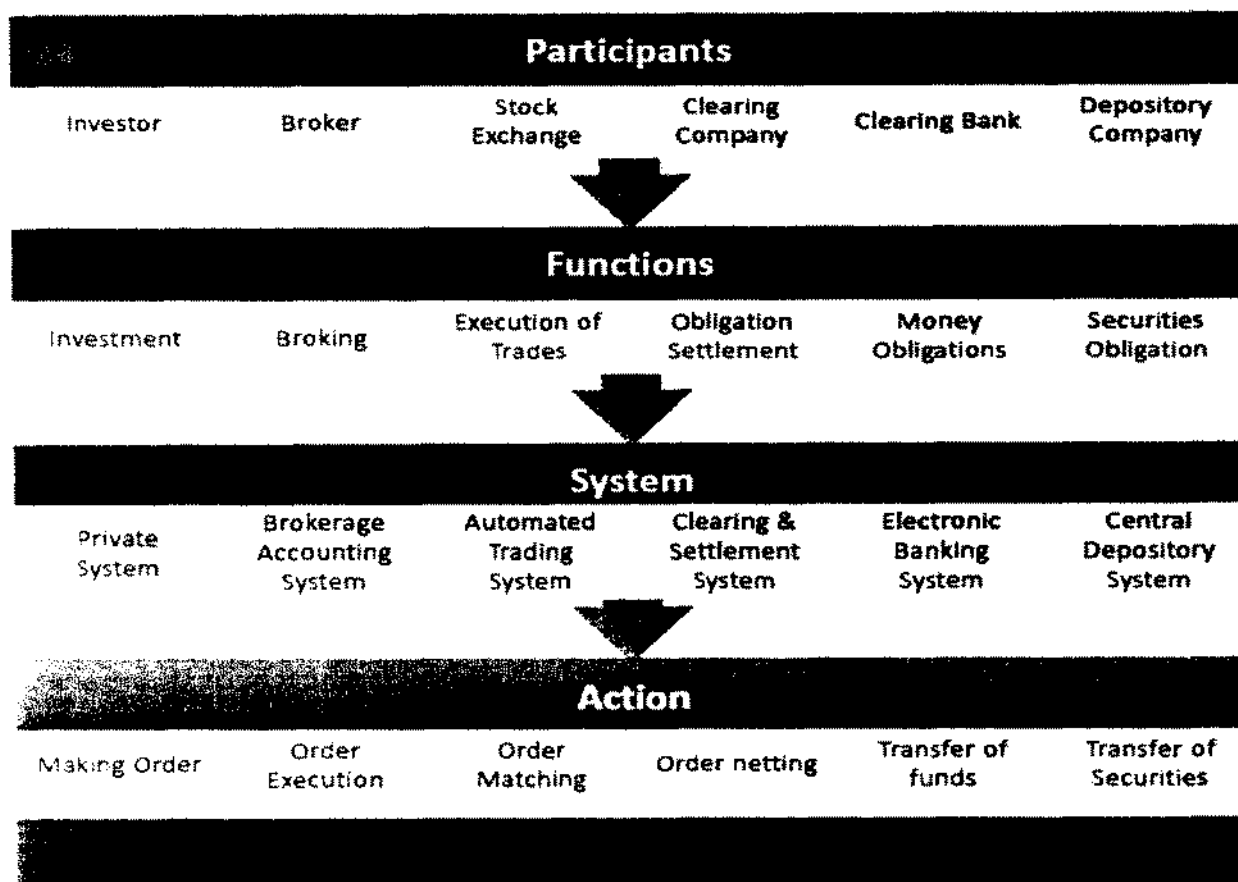 Participants
Investor Broker Stock Exchange Clearing Company Clearing Bank Depository Company
Functions
Investment Broking Execution of Trades Obligation Settlement Money Obligations Securities Obligation
System
Private System Brokerage Accounting System Automated Trading System Clearing & Settlement System Electronic Banking System Central Depository System
Action
Making Order Order Execution Order Matching Order netting Transfer of funds Transfer of Securities